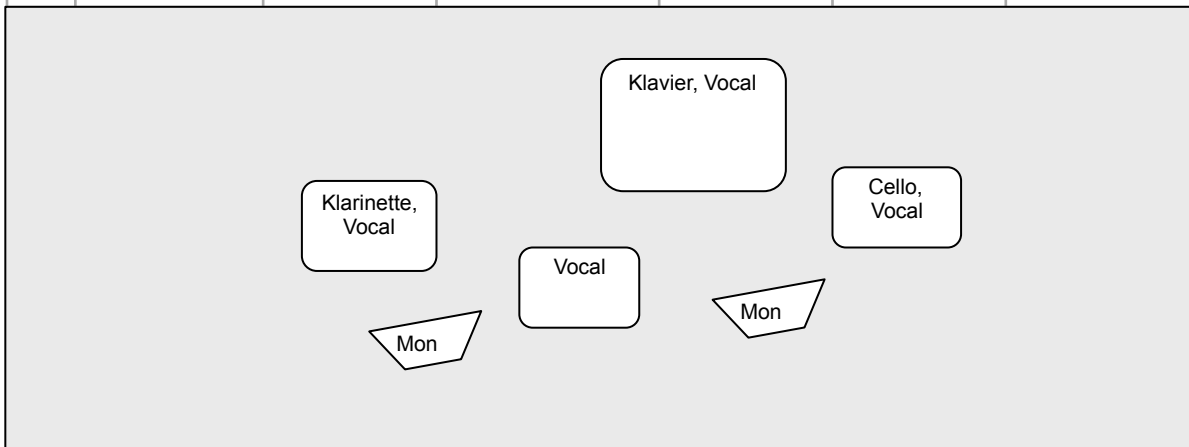 Klavier, Vocal
Cello,
Vocal
Klarinette,
Vocal
Vocal
Mon
Mon